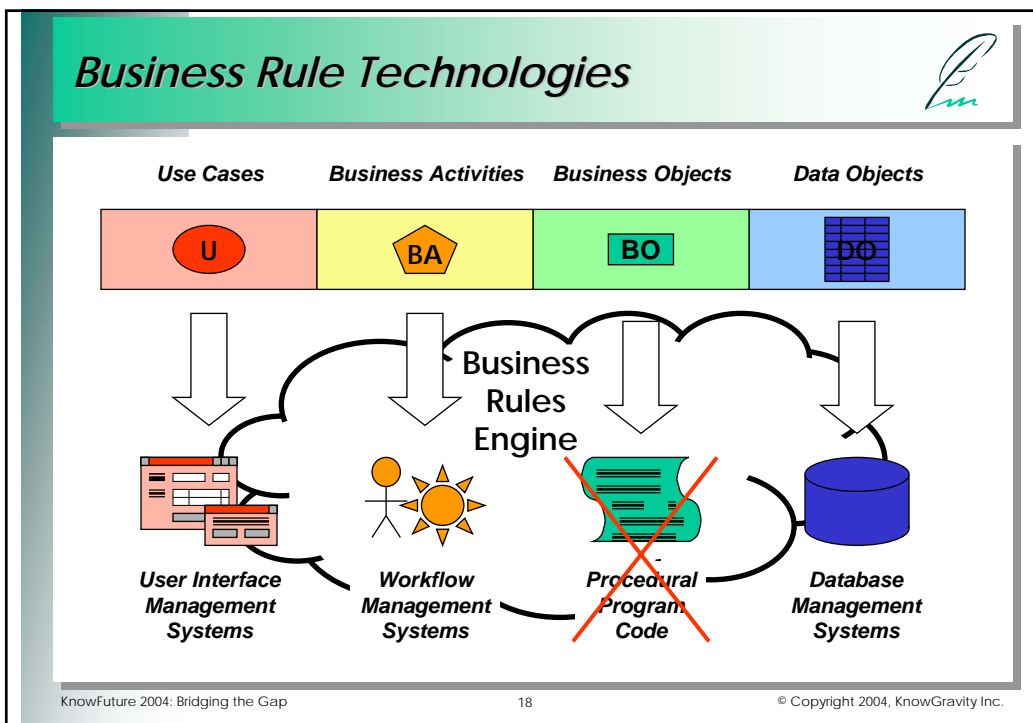 Business Rule Technologies
Use Cases
Business Activities
Business Objects
Data Objects
U
BA
BO
DO
Business
Rules
Engine
User Interface
Management
Systems
Workflow
Management
Systems
Procedural
Program
Code
Database
Management
Systems
KnowFuture 2004: Bridging the Gap
18
© Copyright 2004, KnowGravity Inc.